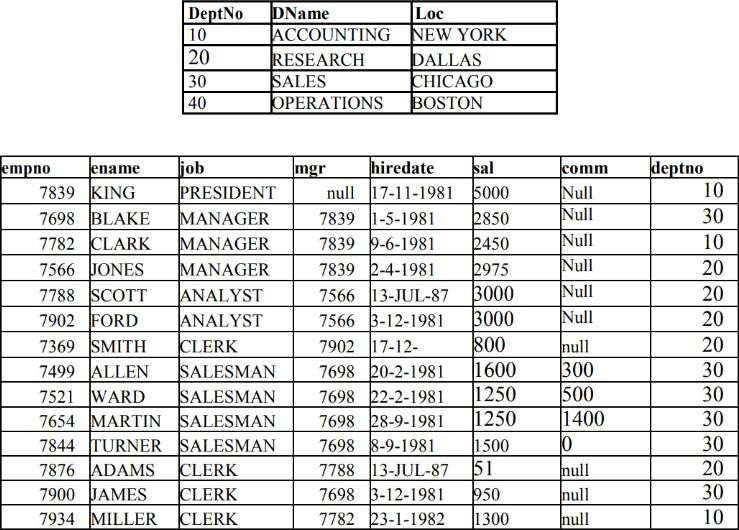 DeptNo DName Loc
10 ACCOUNTING NEW YORK
20 RESEARCH DALLAS
30 SALES CHICAGO
40 OPERATIONS BOSTON
empno ename job mgr hiredate sal comm deptno
7839 KING PRESIDENT null 17-11-1981 5000 Null 10
7698 BLAKE MANAGER 7839 1-5-1981 2850 Null 30
7782 CLARK MANAGER 7839 9-6-1981 2450 Null 10
7566 JONES MANAGER 7839 2-4-1981 2975 Null 20
7788 SCOTT ANALYST 7566 13-JUL-87 3000 Null 20
7902 FORD ANALYST 7566 3-12-1981 3000 Null 20
7369 SMITH CLERK 7902 17-12- 800 null 20
7499 ALLEN SALESMAN 7698 20-2-1981 1600 300 30
7521 WARD SALESMAN 7698 22-2-1981 1250 500 30
7654 MARTIN SALESMAN 7698 28-9-1981 1250 1400 30
7844 TURNER SALESMAN 7698 8-9-1981 1500 0 30
7876 ADAMS CLERK 7788 13-JUL-87 51 null 20
7900 JAMES CLERK 7698 3-12-1981 950 null 30
7934 MILLER CLERK 7782 23-1-1982 1300 null 10